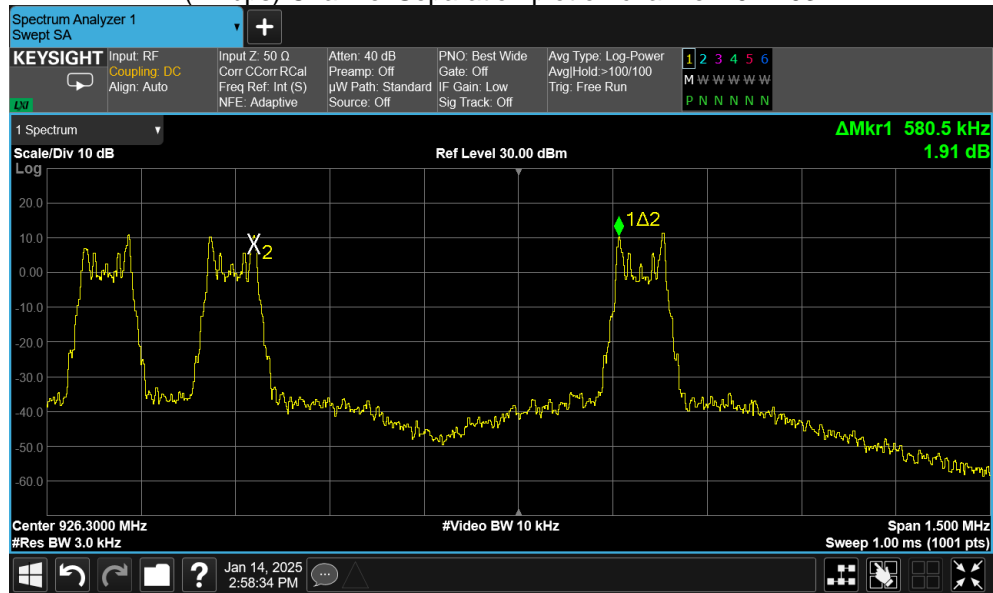 Spectrum Analyzer 1
Swept SA
+
KEYSIGHT
LXI
Input: RF
Coupling: DC
Align: Auto
Input Z: 50 Ω
Corr CCorr RCal
Freq Ref: Int (S)
NFE: Adaptive
Atten: 40 dB
Preamp: Off
µW Path: Standard
Source: Off
PNO: Best Wide
Gate: Off
IF Gain: Low
Sig Track: Off
Avg Type: Log-Power
Avg|Hold:>100/100
Trig: Free Run
1 2 3 4 5 6
M W W W W W
P N N N N N
1 Spectrum
ΔMkr1 580.5 kHz
1.91 dB
Scale/Div 10 dB
Ref Level 30.00 dBm
Log
20.0
10.0
0.00
-10.0
-20.0
-30.0
-40.0
-50.0
-60.0
X2
1Δ2
Center 926.3000 MHz
#Video BW 10 kHz
Span 1.500 MHz
#Res BW 3.0 kHz
Sweep 1.00 ms (1001 pts)
?
Jan 14, 2025
2:58:34 PM